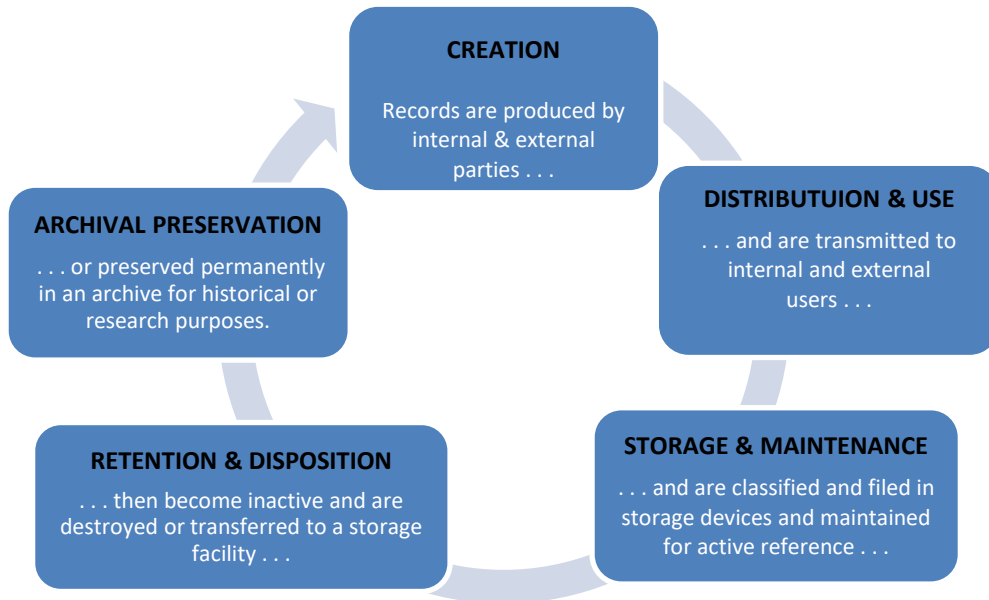 CREATION
Records are produced by
internal & external
parties . . .
DISTRIBUTUION & USE
. . . and are transmitted to
internal and external
users . . .
STORAGE & MAINTENANCE
. . . and are classified and filed in
storage devices and maintained
for active reference . . .
RETENTION & DISPOSITION
. . . then become inactive and are
destroyed or transferred to a storage
facility . . .
ARCHIVAL PRESERVATION
. . . or preserved permanently
in an archive for historical or
research purposes.